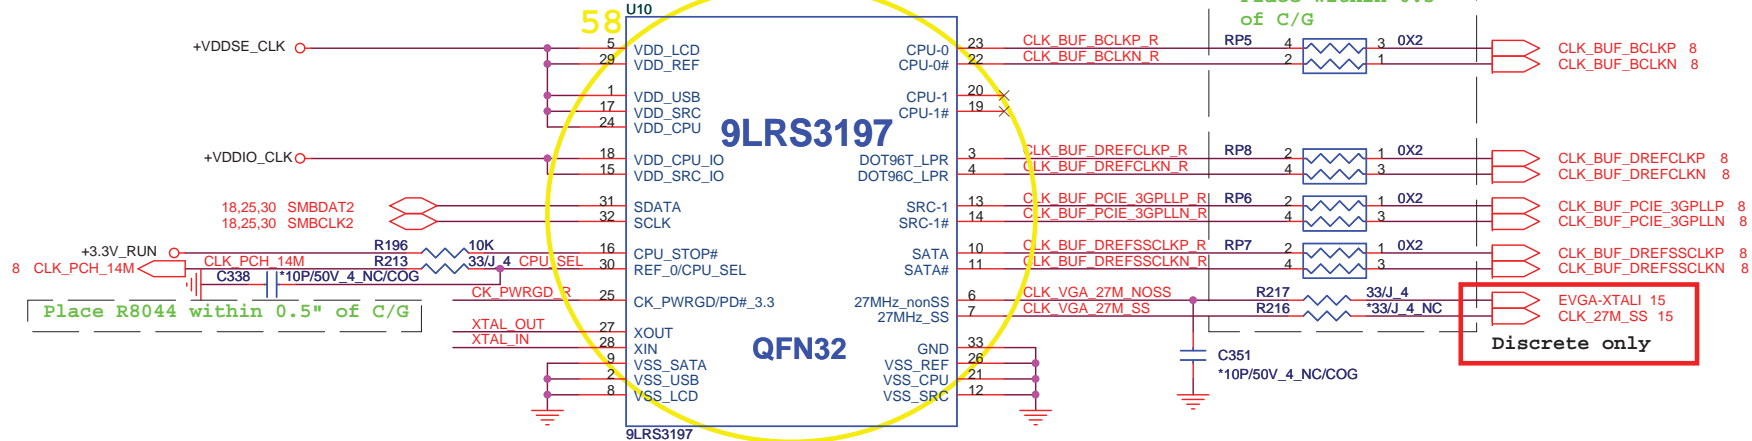 Place within 0.5"
of C/G
U10
58
+VDDSE_CLK
5 VDD_LCD
29 VDD_REF
1 VDD_USB
17 VDD_SRC
24 VDD_CPU
+VDDIO_CLK
18 VDD_CPU_IO
15 VDD_SRC_IO
18,25,30 SMBDAT2
31 SDATA
18,25,30 SMBCLK2
32 SCLK
+3.3V_RUN
R196 10K
16 CPU_STOP#
8 CLK_PCH_14M
CLK_PCH_14M
R213 33/J_4 CPU_SEL
30 REF_0/CPU_SEL
C338 *10P/50V_4_NC/COG
CK_PWRGD_R
25 CK_PWRGD/PD#_3.3
Place R8044 within 0.5" of C/G
XTAL_OUT
27 XOUT
XTAL_IN
28 XIN
9 VSS_SATA
2 VSS_USB
8 VSS_LCD
9LRS3197
QFN32
9LRS3197
CPU-0 23 CLK_BUF_BCLKP_R RP5 4 3 0X2 CLK_BUF_BCLKP 8
CPU-0# 22 CLK_BUF_BCLKN_R 2 1 CLK_BUF_BCLKN 8
CPU-1 20
CPU-1# 19
DOT96T_LPR 3 CLK_BUF_DREFCLKP_R RP8 2 1 0X2 CLK_BUF_DREFCLKP 8
DOT96C_LPR 4 CLK_BUF_DREFCLKN_R 4 3 CLK_BUF_DREFCLKN 8
SRC-1 13 CLK_BUF_PCIE_3GPLLP_R RP6 2 1 0X2 CLK_BUF_PCIE_3GPLLP 8
SRC-1# 14 CLK_BUF_PCIE_3GPLLN_R 4 3 CLK_BUF_PCIE_3GPLLN 8
SATA 10 CLK_BUF_DREFSSCLKP_R RP7 2 1 0X2 CLK_BUF_DREFSSCLKP 8
SATA# 11 CLK_BUF_DREFSSCLKN_R 4 3 CLK_BUF_DREFSSCLKN 8
27MHz_nonSS 6 CLK_VGA_27M_NOSS R217 33/J_4 EVGA-XTALI 15
27MHz_SS 7 CLK_VGA_27M_SS R216 *33/J_4_NC CLK_27M_SS 15
Discrete only
GND 33
VSS_REF 26
VSS_CPU 21
VSS_SRC 12
C351
*10P/50V_4_NC/COG